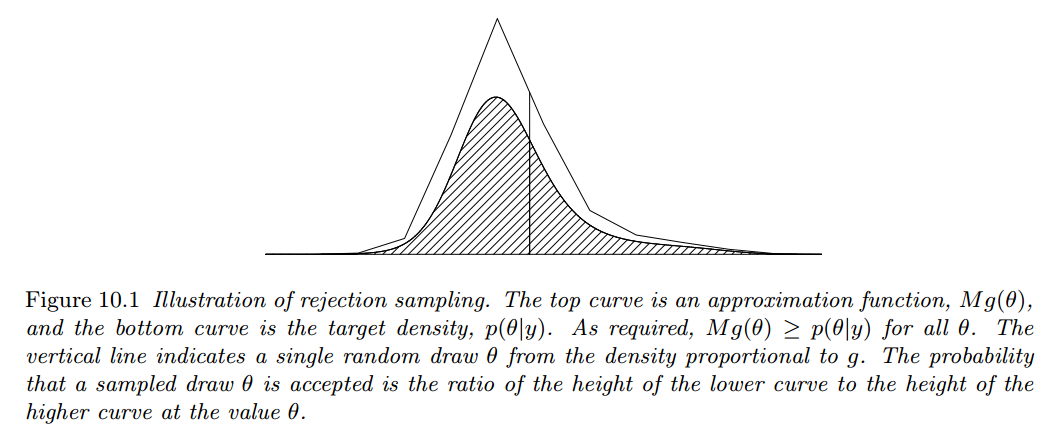 Figure 10.1 Illustration of rejection sampling. The top curve is an approximation function, Mg(θ),
and the bottom curve is the target density, p(θ|y). As required, Mg(θ) ≥ p(θ|y) for all θ. The
vertical line indicates a single random draw θ from the density proportional to g. The probability
that a sampled draw θ is accepted is the ratio of the height of the lower curve to the height of the
higher curve at the value θ.